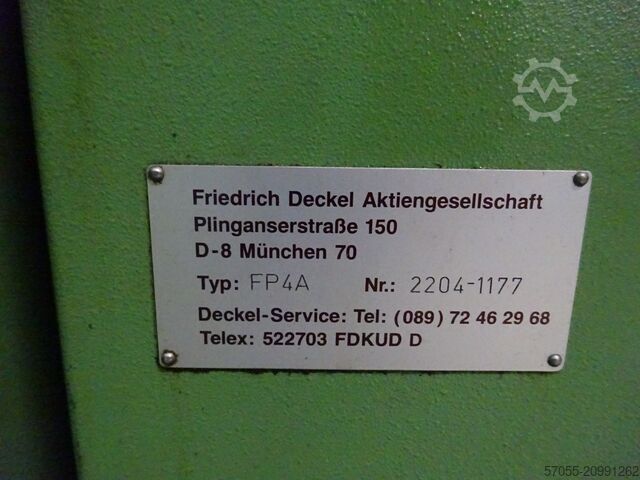 Friedrich Deckel Aktiengesellschaft
Plinganserstraße 150
D-8 München 70
Typ: FP4A Nr.: 2204-1177
Deckel-Service: Tel: (089) 72 46 29 68
Telex: 522703 FDKUD D
57055-20991262